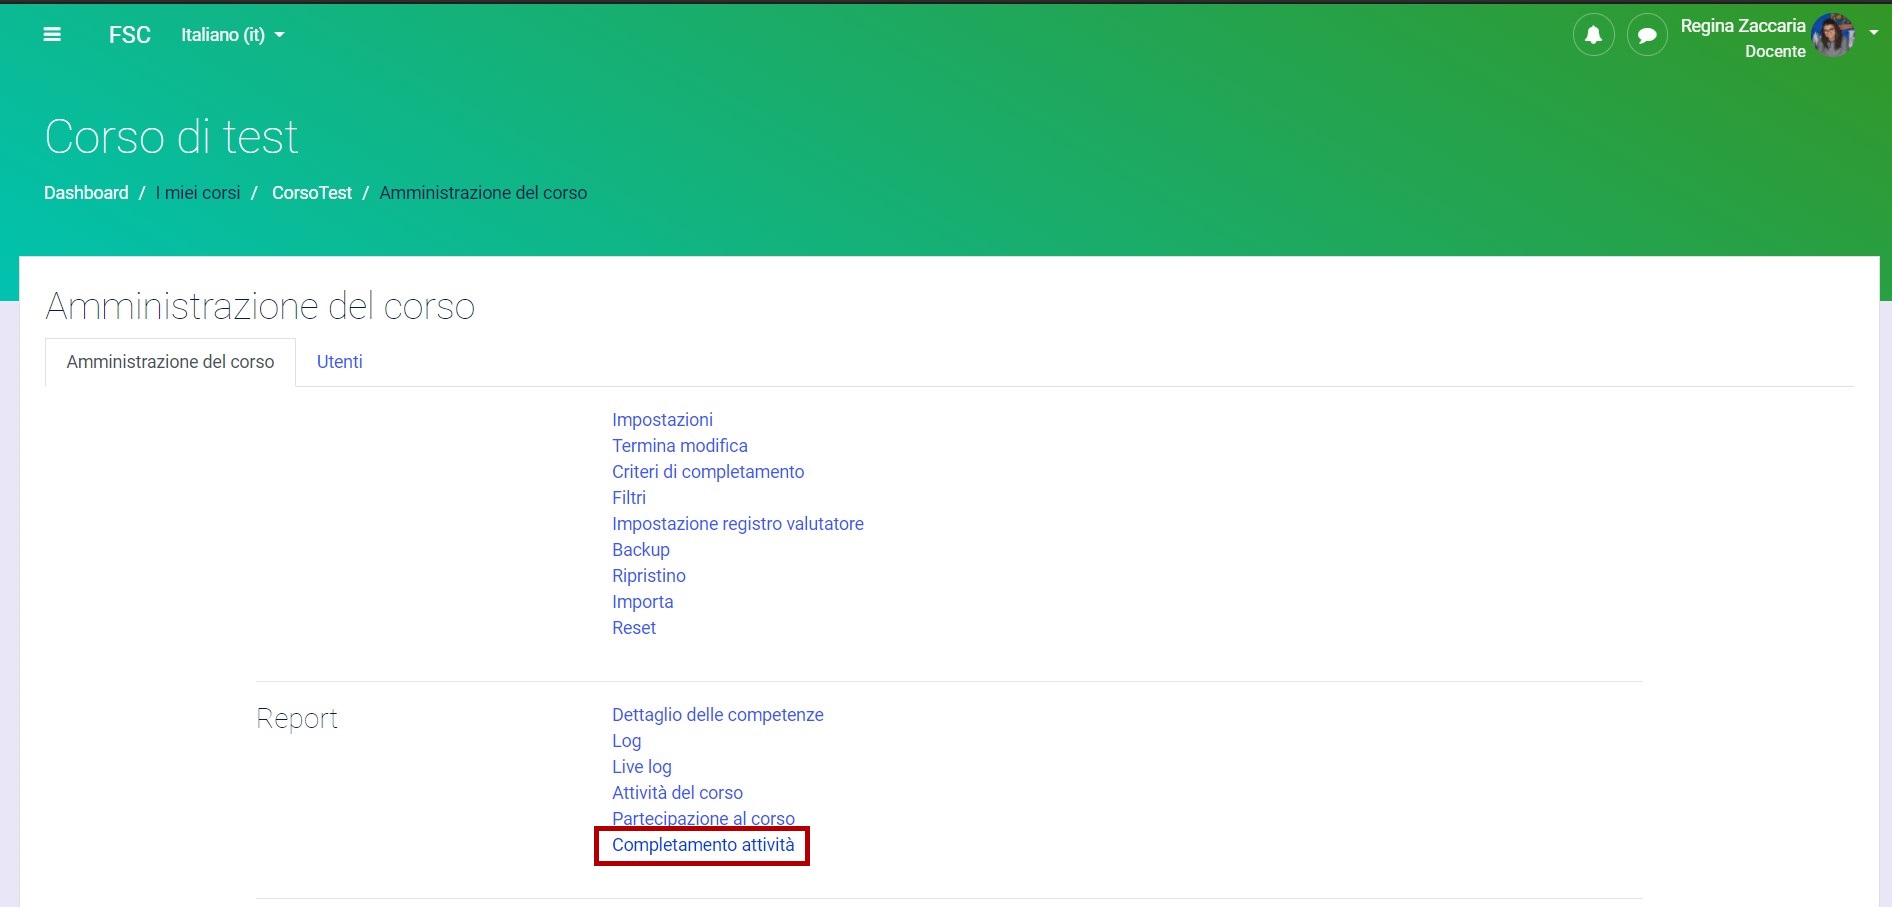 FSC Italiano (it)
Regina Zaccaria
Docente
Corso di test
Dashboard / I miei corsi / CorsoTest / Amministrazione del corso
Amministrazione del corso
Amministrazione del corso Utenti
Impostazioni
Termina modifica
Criteri di completamento
Filtri
Impostazione registro valutatore
Backup
Ripristino
Importa
Reset
Report
Dettaglio delle competenze
Log
Live log
Attività del corso
Partecipazione al corso
Completamento attività